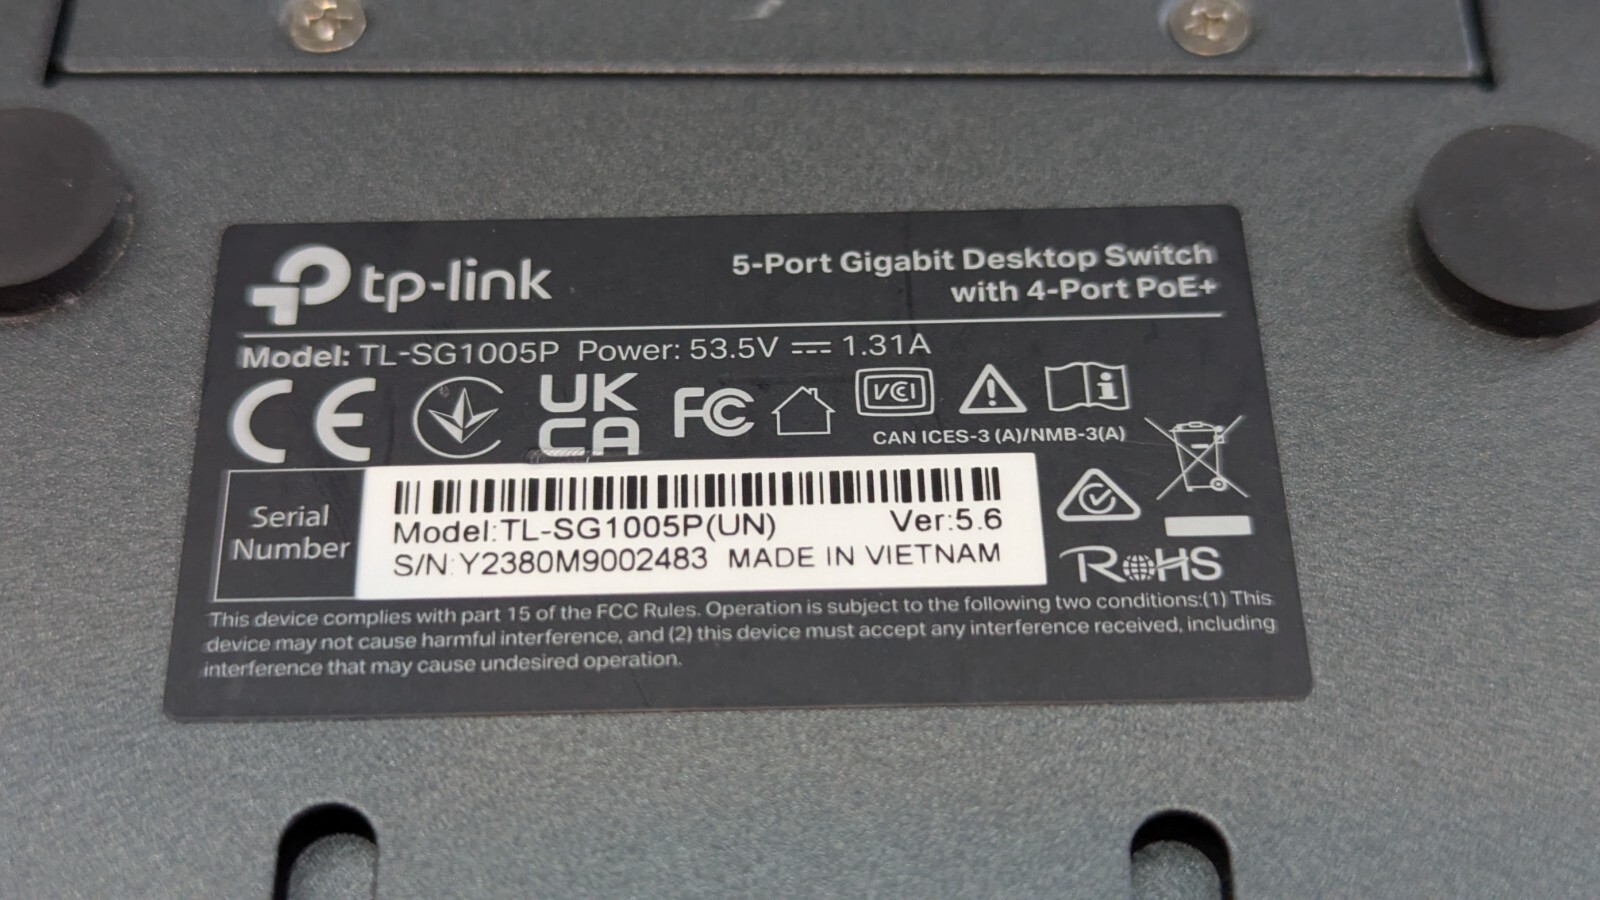 tp-link
5-Port Gigabit Desktop Switch
with 4-Port PoE+
Model: TL-SG1005P Power: 53.5V ⎓ 1.31A
CE UK CA FC VCI
CAN ICES-3 (A)/NMB-3(A)
Serial
Number
Model:TL-SG1005P(UN) Ver:5.6
S/N:Y2380M9002483 MADE IN VIETNAM
RoHS
This device complies with part 15 of the FCC Rules. Operation is subject to the following two conditions:(1) This
device may not cause harmful interference, and (2) this device must accept any interference received, including
interference that may cause undesired operation.